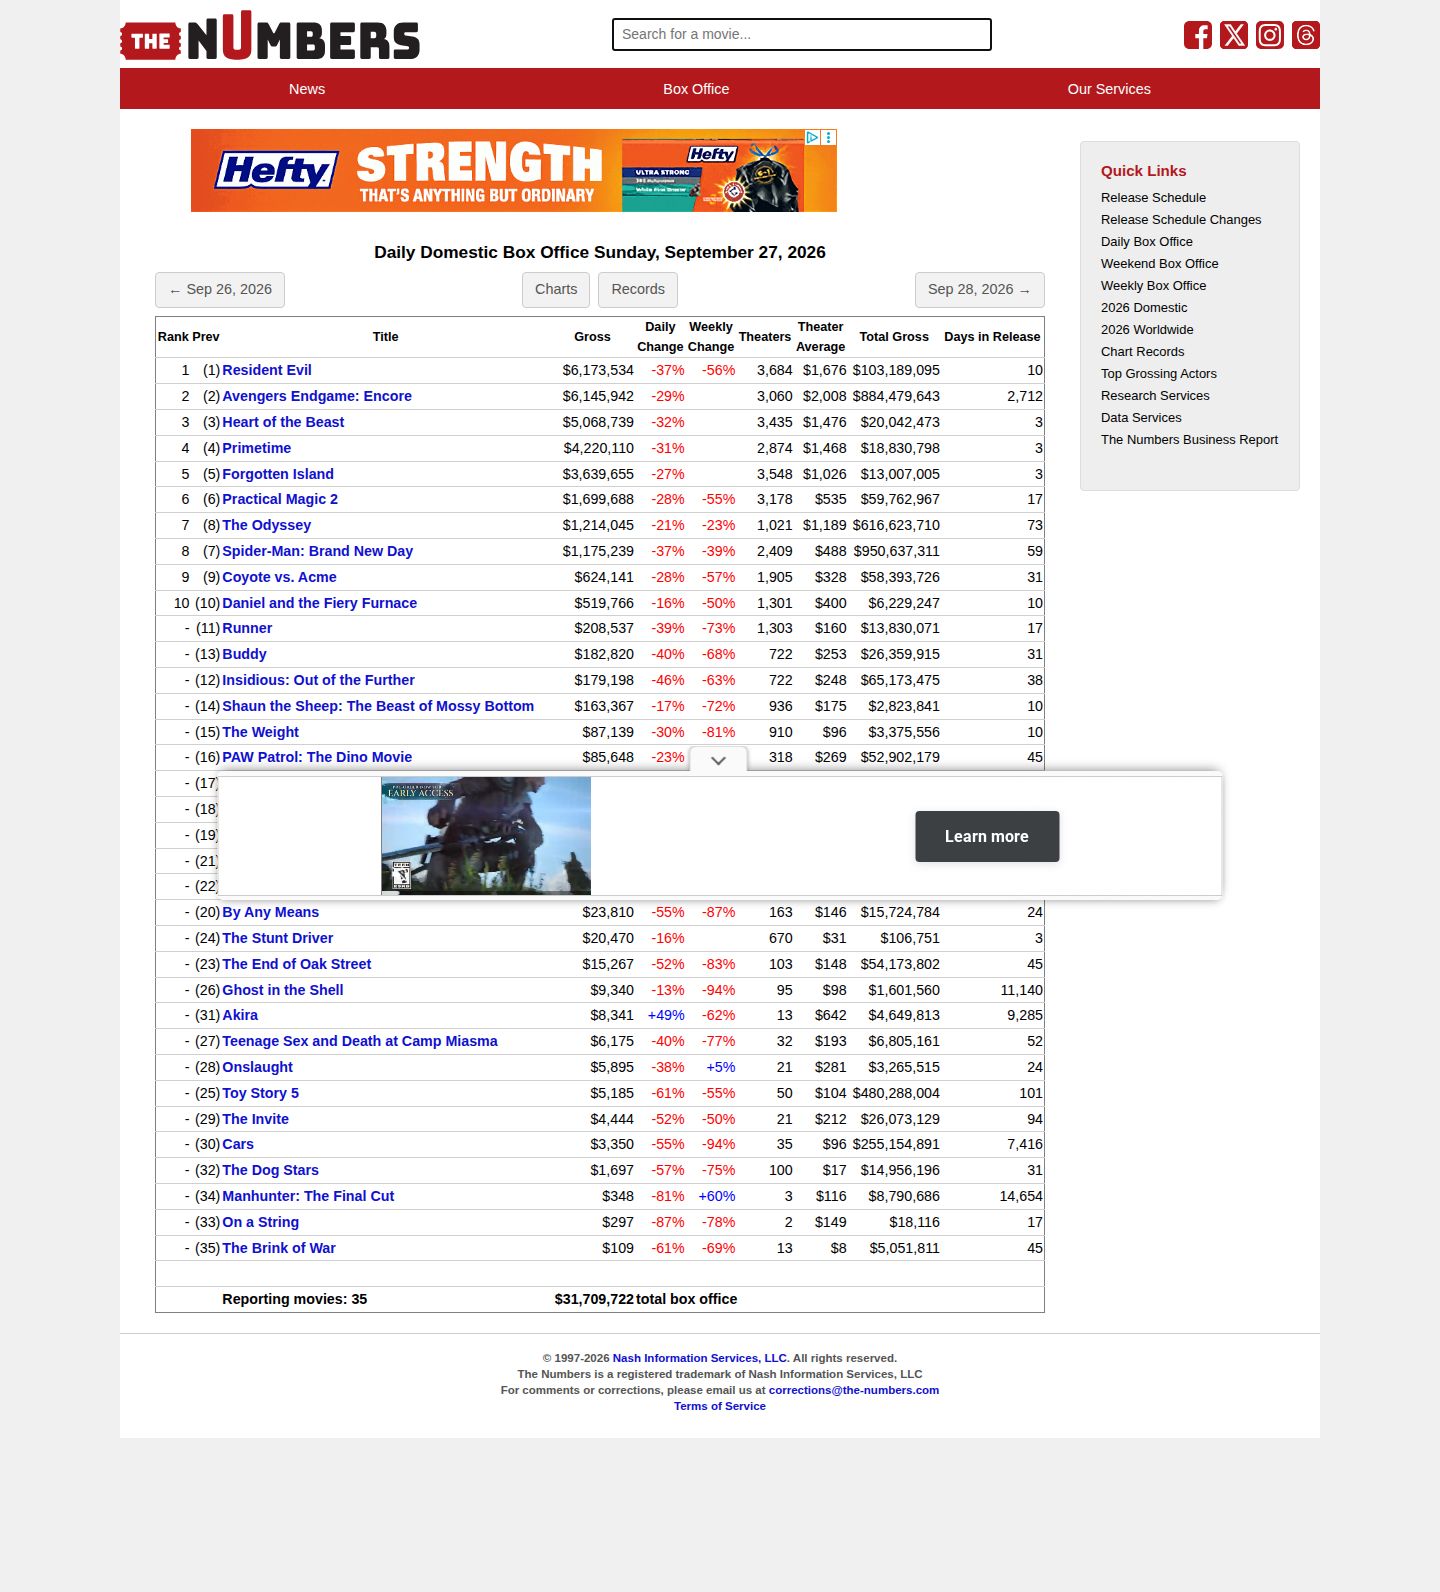 THE NUMBERS
Search for a movie...
News Box Office Our Services
Hefty STRENGTH Hefty
THAT'S ANYTHING BUT ORDINARY
ULTRA STRONG
Quick Links
Release Schedule
Release Schedule Changes
Daily Box Office
Weekend Box Office
Weekly Box Office
2026 Domestic
2026 Worldwide
Chart Records
Top Grossing Actors
Research Services
Data Services
The Numbers Business Report
Daily Domestic Box Office Sunday, September 27, 2026
← Sep 26, 2026 Charts Records Sep 28, 2026 →
Rank Prev Title Gross Daily Change Weekly Change Theaters Theater Average Total Gross Days in Release
1 (1) Resident Evil $6,173,534 -37% -56% 3,684 $1,676 $103,189,095 10
2 (2) Avengers Endgame: Encore $6,145,942 -29% 3,060 $2,008 $884,479,643 2,712
3 (3) Heart of the Beast $5,068,739 -32% 3,435 $1,476 $20,042,473 3
4 (4) Primetime $4,220,110 -31% 2,874 $1,468 $18,830,798 3
5 (5) Forgotten Island $3,639,655 -27% 3,548 $1,026 $13,007,005 3
6 (6) Practical Magic 2 $1,699,688 -28% -55% 3,178 $535 $59,762,967 17
7 (8) The Odyssey $1,214,045 -21% -23% 1,021 $1,189 $616,623,710 73
8 (7) Spider-Man: Brand New Day $1,175,239 -37% -39% 2,409 $488 $950,637,311 59
9 (9) Coyote vs. Acme $624,141 -28% -57% 1,905 $328 $58,393,726 31
10 (10) Daniel and the Fiery Furnace $519,766 -16% -50% 1,301 $400 $6,229,247 10
- (11) Runner $208,537 -39% -73% 1,303 $160 $13,830,071 17
- (13) Buddy $182,820 -40% -68% 722 $253 $26,359,915 31
- (12) Insidious: Out of the Further $179,198 -46% -63% 722 $248 $65,173,475 38
- (14) Shaun the Sheep: The Beast of Mossy Bottom $163,367 -17% -72% 936 $175 $2,823,841 10
- (15) The Weight $87,139 -30% -81% 910 $96 $3,375,556 10
- (16) PAW Patrol: The Dino Movie $85,648 -23% 318 $269 $52,902,179 45
- (17)
- (18)
- (19)
- (21)
- (22)
EARLY ACCESS
TEEN
ESRB
Learn more
- (20) By Any Means $23,810 -55% -87% 163 $146 $15,724,784 24
- (24) The Stunt Driver $20,470 -16% 670 $31 $106,751 3
- (23) The End of Oak Street $15,267 -52% -83% 103 $148 $54,173,802 45
- (26) Ghost in the Shell $9,340 -13% -94% 95 $98 $1,601,560 11,140
- (31) Akira $8,341 +49% -62% 13 $642 $4,649,813 9,285
- (27) Teenage Sex and Death at Camp Miasma $6,175 -40% -77% 32 $193 $6,805,161 52
- (28) Onslaught $5,895 -38% +5% 21 $281 $3,265,515 24
- (25) Toy Story 5 $5,185 -61% -55% 50 $104 $480,288,004 101
- (29) The Invite $4,444 -52% -50% 21 $212 $26,073,129 94
- (30) Cars $3,350 -55% -94% 35 $96 $255,154,891 7,416
- (32) The Dog Stars $1,697 -57% -75% 100 $17 $14,956,196 31
- (34) Manhunter: The Final Cut $348 -81% +60% 3 $116 $8,790,686 14,654
- (33) On a String $297 -87% -78% 2 $149 $18,116 17
- (35) The Brink of War $109 -61% -69% 13 $8 $5,051,811 45
Reporting movies: 35 $31,709,722 total box office
© 1997-2026 Nash Information Services, LLC. All rights reserved.
The Numbers is a registered trademark of Nash Information Services, LLC
For comments or corrections, please email us at corrections@the-numbers.com
Terms of Service